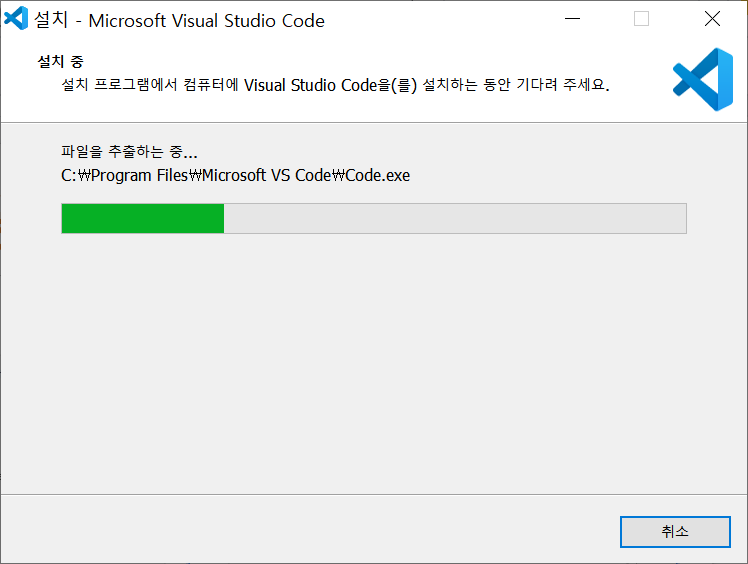 설치 - Microsoft Visual Studio Code
설치 중
설치 프로그램에서 컴퓨터에 Visual Studio Code을(를) 설치하는 동안 기다려 주세요.
파일을 추출하는 중...
C:₩Program Files₩Microsoft VS Code₩Code.exe
취소